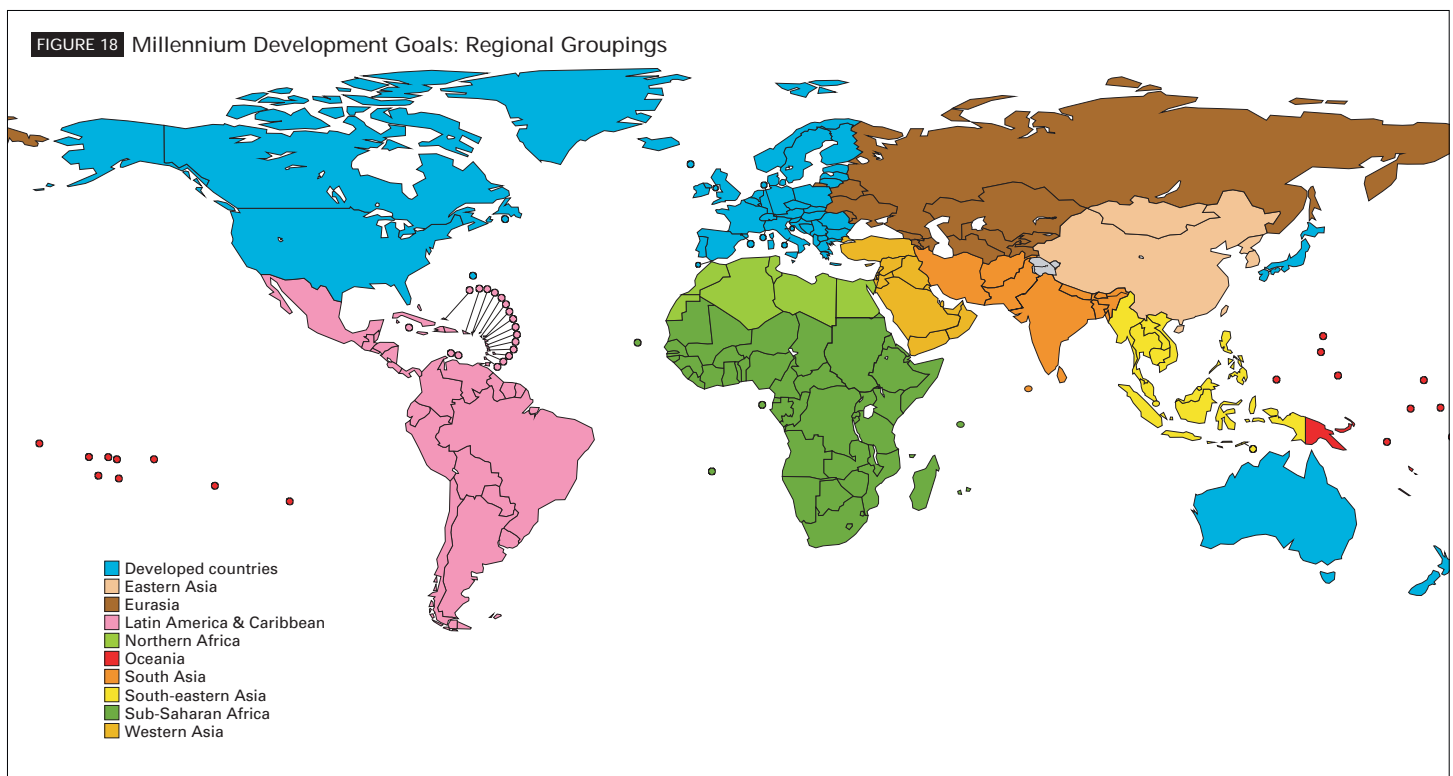 FIGURE 18 Millennium Development Goals: Regional Groupings
Developed countries
Eastern Asia
Eurasia
Latin America & Caribbean
Northern Africa
Oceania
South Asia
South-eastern Asia
Sub-Saharan Africa
Western Asia